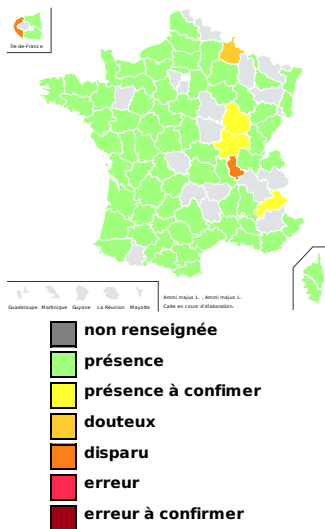 Île-de-France
Guadeloupe Martinique Guyane La Réunion Mayotte
Ammi majus L. , Ammi majus L.
Carte en cours d'élaboration.
non renseignée
présence
présence à confimer
douteux
disparu
erreur
erreur à confirmer